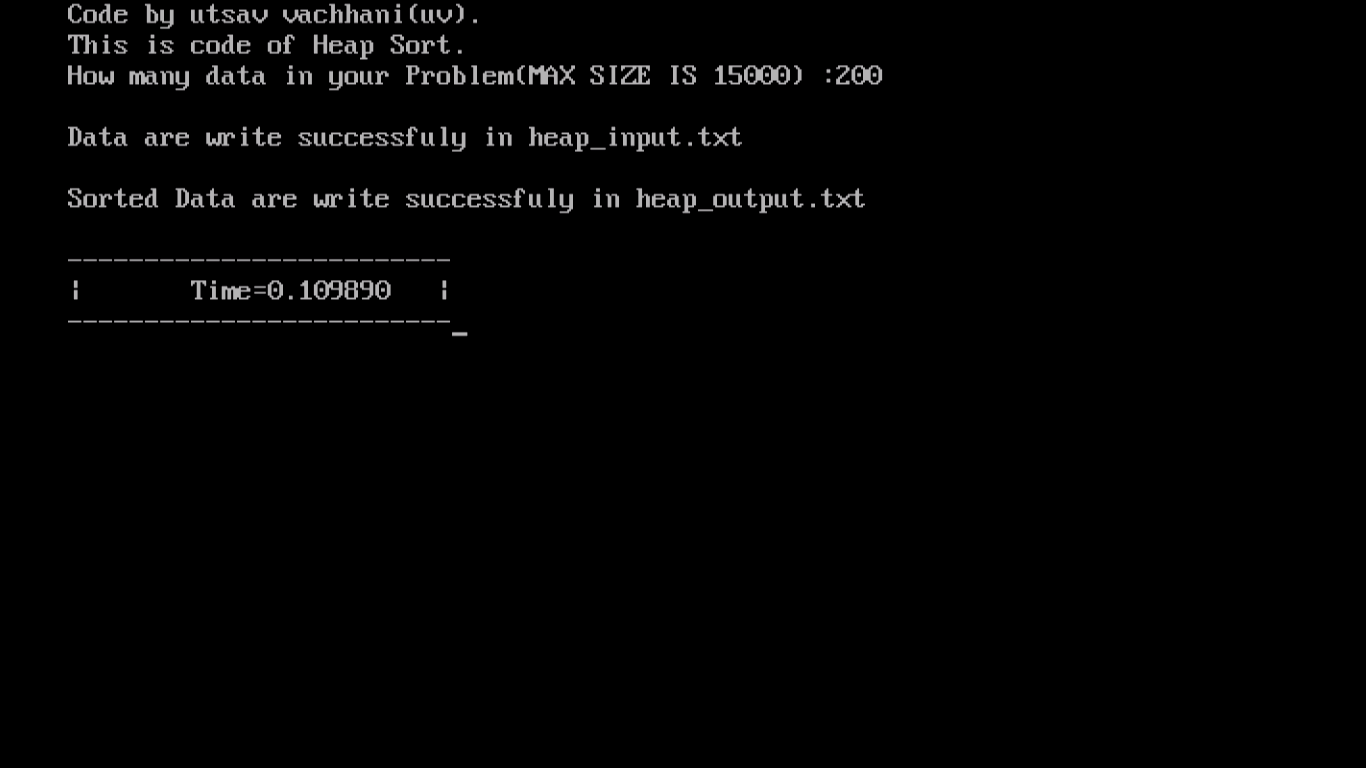 Code by utsav vachhani(uv).
This is code of Heap Sort.
How many data in your Problem(MAX SIZE IS 15000) :200
Data are write successfuly in heap_input.txt
Sorted Data are write successfuly in heap_output.txt
-------------------------
¦ Time=0.109890 ¦
-------------------------_